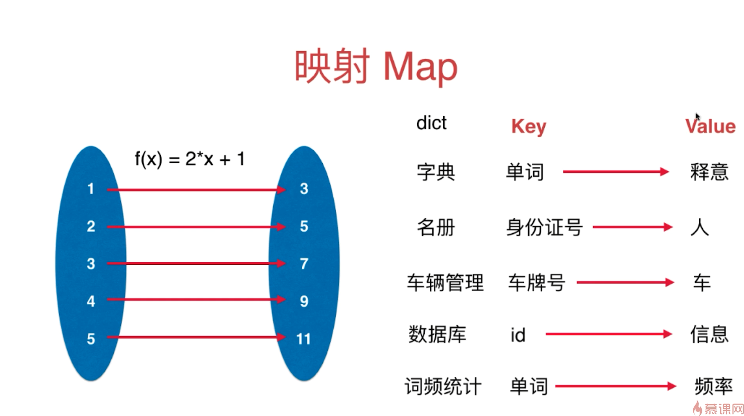 映射 Map
f(x) = 2*x + 1
1 3
2 5
3 7
4 9
5 11
dict Key Value
字典 单词 释意
名册 身份证号 人
车辆管理 车牌号 车
数据库 id 信息
词频统计 单词 频率
慕课网